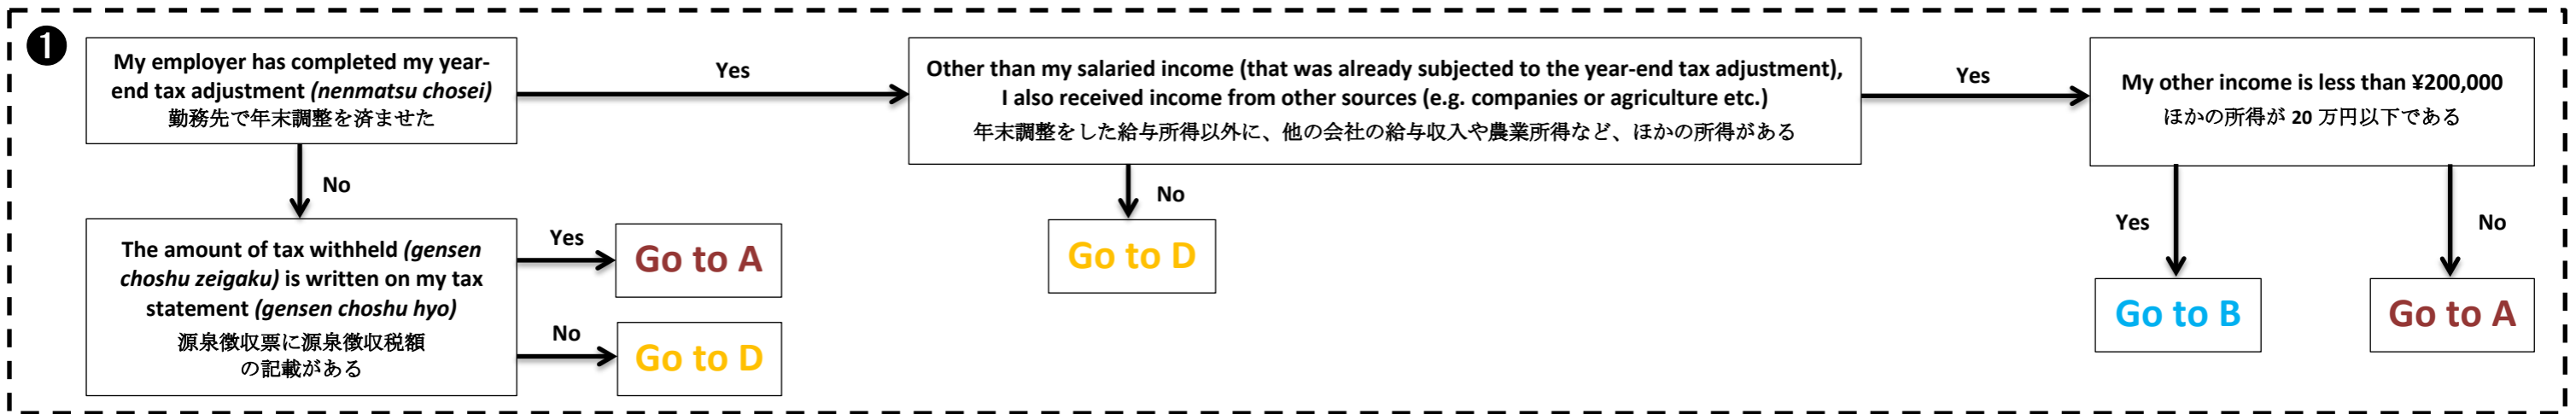 ❶
My employer has completed my year-
end tax adjustment (nenmatsu chosei)
勤務先で年末調整を済ませた
Yes
Other than my salaried income (that was already subjected to the year-end tax adjustment),
I also received income from other sources (e.g. companies or agriculture etc.)
年末調整をした給与所得以外に、他の会社の給与収入や農業所得など、ほかの所得がある
Yes
My other income is less than ¥200,000
ほかの所得が 20 万円以下である
No
The amount of tax withheld (gensen
choshu zeigaku) is written on my tax
statement (gensen choshu hyo)
源泉徴収票に源泉徴収税額
の記載がある
Yes
Go to A
No
Go to D
No
Go to D
Yes
Go to B
No
Go to A